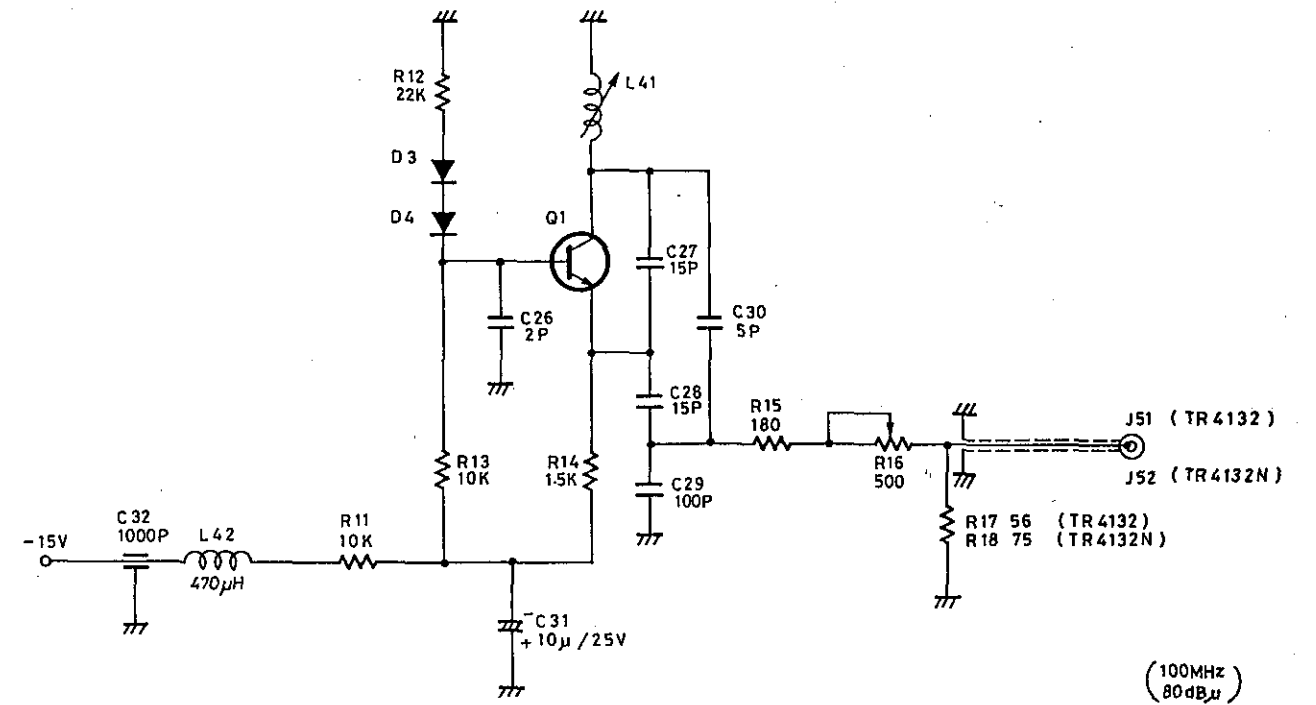 R12
22K
L41
D3
D4
Q1
C27
15P
C26
2P
C30
5P
C28
15P
R15
180
J51 (TR4132)
R16
500
J52 (TR4132N)
R13
10K
R14
1.5K
C29
100P
R17 56 (TR4132)
R18 75 (TR4132N)
C32
1000P
L42
R11
10K
-15V
470μH
- C31
+ 10μ/25V
(100MHz
80dBμ)